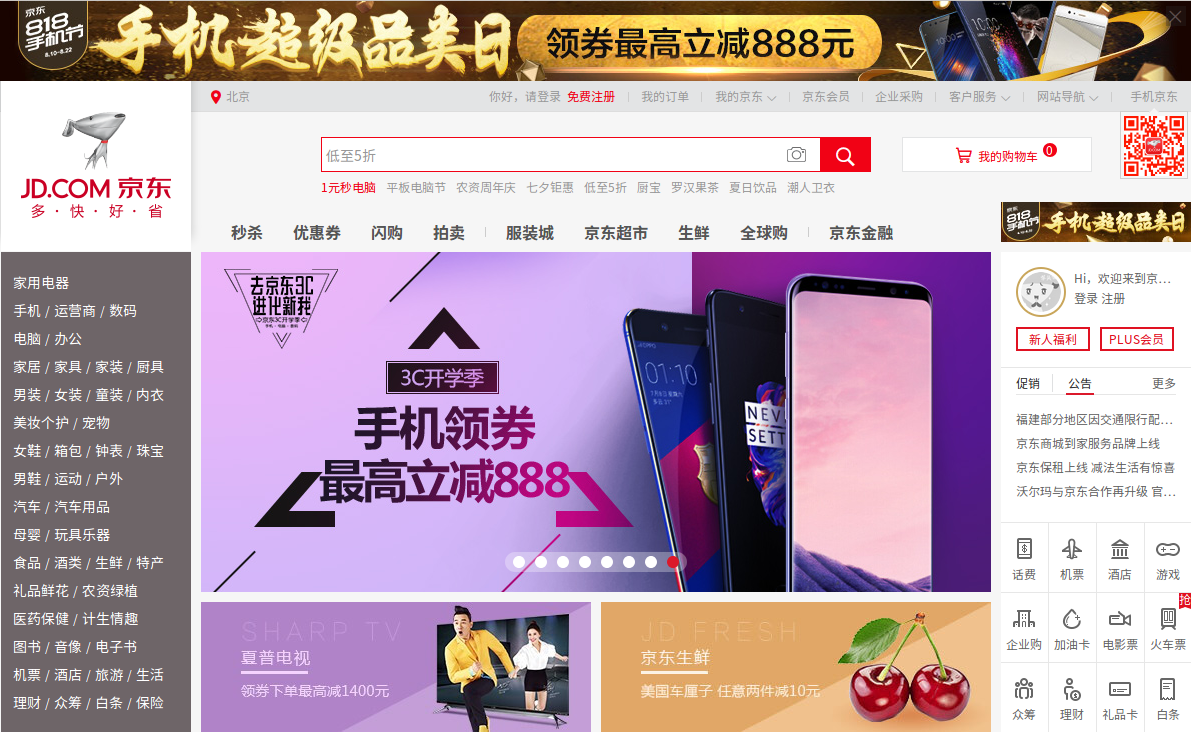 京东
818
手机节
8.10-8.22
手机·超级品类日
领券最高立减888元
北京
你好，请登录 免费注册
我的订单
我的京东
京东会员
企业采购
客户服务
网站导航
手机京东
JD.COM 京东
多·快·好·省
低至5折
我的购物车 0
1元秒电脑 平板电脑节 农资周年庆 七夕钜惠 低至5折 厨宝 罗汉果茶 夏日饮品 潮人卫衣
秒杀 优惠券 闪购 拍卖 服装城 京东超市 生鲜 全球购 京东金融
京东
818
手机节
手机·超级品类日
家用电器
手机 / 运营商 / 数码
电脑 / 办公
家居 / 家具 / 家装 / 厨具
男装 / 女装 / 童装 / 内衣
美妆个护 / 宠物
女鞋 / 箱包 / 钟表 / 珠宝
男鞋 / 运动 / 户外
汽车 / 汽车用品
母婴 / 玩具乐器
食品 / 酒类 / 生鲜 / 特产
礼品鲜花 / 农资绿植
医药保健 / 计生情趣
图书 / 音像 / 电子书
机票 / 酒店 / 旅游 / 生活
理财 / 众筹 / 白条 / 保险
去京东3C
进化新我
京东3C开学季
手机·电脑·数码
3C开学季
手机领券
最高立减888
01:10
SHARP TV
夏普电视
领券下单最高减1400元
JD FRESH
京东生鲜
美国车厘子 任意两件减10元
Hi，欢迎来到京…
登录 注册
新人福利
PLUS会员
促销
公告
更多
福建部分地区因交通限行配…
京东商城到家服务品牌上线
京东保租上线 减法生活有惊喜
沃尔玛与京东合作再升级 官…
话费 机票 酒店 游戏
抢
企业购 加油卡 电影票 火车票
众筹 理财 礼品卡 白条